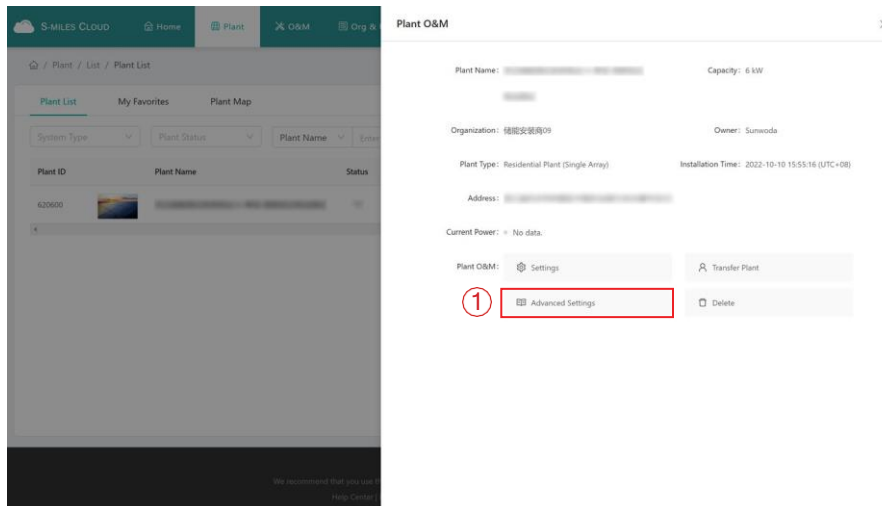 S-MILES CLOUD
Home
Plant
O&M
Org &
/ Plant / List / Plant List
Plant List
My Favorites
Plant Map
System Type
Plant Status
Plant Name
Enter
Plant ID
Plant Name
Status
620600
We recommend that you use th
Help Center |
Plant O&M
Plant Name:
Capacity: 6 kW
Organization: 储能安装商09
Owner: Sunwoda
Plant Type: Residential Plant (Single Array)
Installation Time: 2022-10-10 15:55:16 (UTC+08)
Address:
Current Power: No data.
Plant O&M:
Settings
Transfer Plant
①
Advanced Settings
Delete